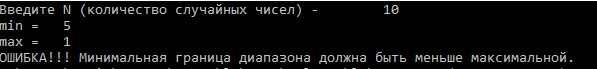 Введите N (количество случайных чисел) - 10
min = 5
max = 1
ОШИБКА!!! Минимальная граница диапазона должна быть меньше максимальной.